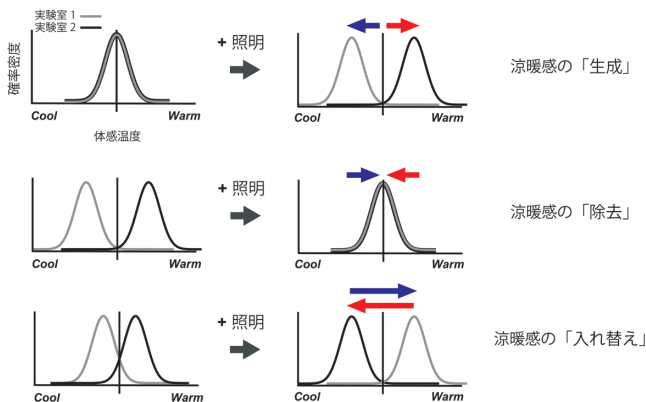 実験室 1
実験室 2
確率密度
Cool
Warm
体感温度
+ 照明
Cool
Warm
涼暖感の「生成」
Cool
Warm
+ 照明
Cool
Warm
涼暖感の「除去」
Cool
Warm
+ 照明
Cool
Warm
涼暖感の「入れ替え」